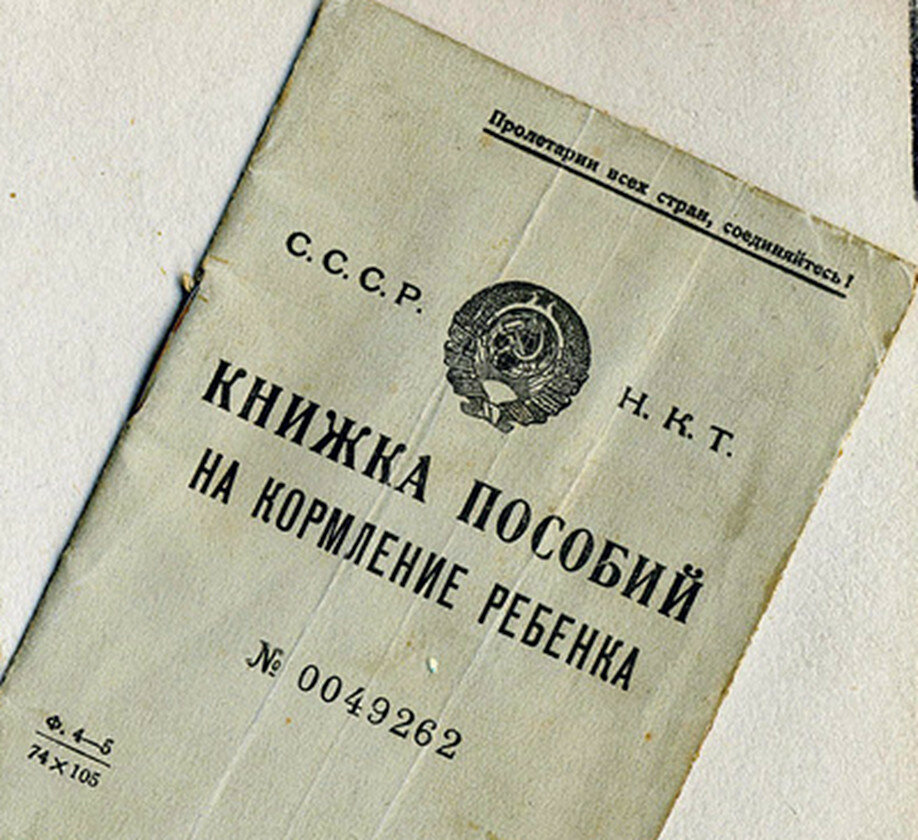 Пролетарии всех стран, соединяйтесь!
С. С. С. Р.
Н. К. Т.
КНИЖКА ПОСОБИЙ
НА КОРМЛЕНИЕ РЕБЕНКА
№ 0049262
Ф. 4—5
74×105